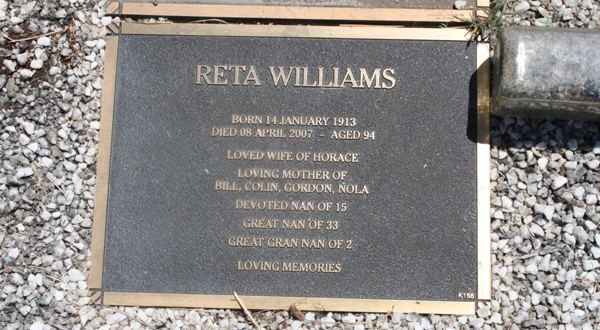 RETA WILLIAMS
BORN 14 JANUARY 1913
DIED 08 APRIL 2007 - AGED 94
LOVED WIFE OF HORACE
LOVING MOTHER OF
BILL, COLIN, GORDON, NOLA
DEVOTED NAN OF 15
GREAT NAN OF 33
GREAT GRAN NAN OF 2
LOVING MEMORIES
K156